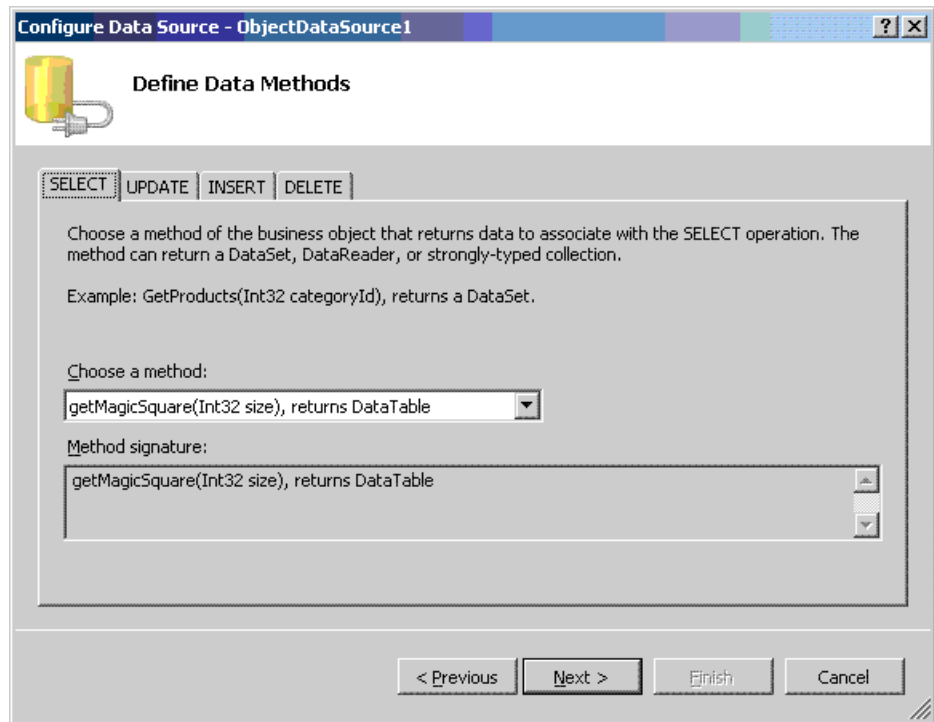 Configure Data Source - ObjectDataSource1
Define Data Methods
SELECT UPDATE INSERT DELETE
Choose a method of the business object that returns data to associate with the SELECT operation. The
method can return a DataSet, DataReader, or strongly-typed collection.
Example: GetProducts(Int32 categoryId), returns a DataSet.
Choose a method:
getMagicSquare(Int32 size), returns DataTable
Method signature:
getMagicSquare(Int32 size), returns DataTable
< Previous Next > Finish Cancel